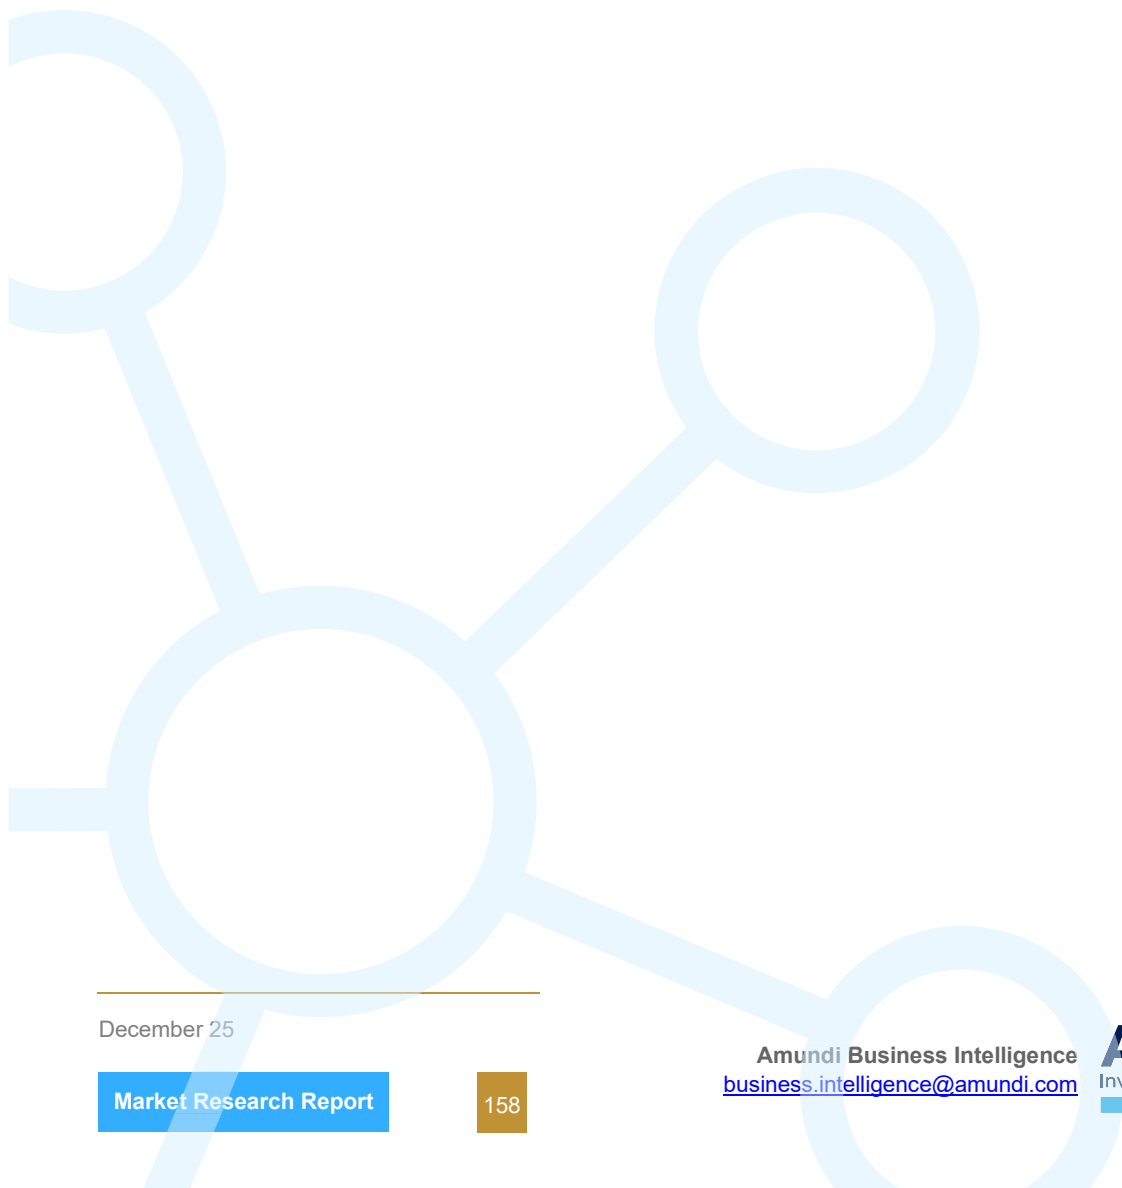 December 25
Market Research Report
158
Amundi Business Intelligence
business.intelligence@amundi.com